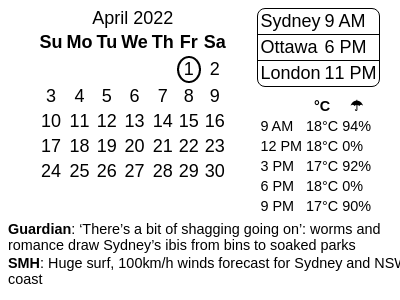 April 2022
Su Mo Tu We Th Fr Sa
1 2
3 4 5 6 7 8 9
10 11 12 13 14 15 16
17 18 19 20 21 22 23
24 25 26 27 28 29 30
Sydney 9 AM
Ottawa 6 PM
London 11 PM
°C ☂
9 AM 18°C 94%
12 PM 18°C 0%
3 PM 17°C 92%
6 PM 18°C 0%
9 PM 17°C 90%
Guardian: ‘There’s a bit of shagging going on’: worms and
romance draw Sydney’s ibis from bins to soaked parks
SMH: Huge surf, 100km/h winds forecast for Sydney and NSW
coast